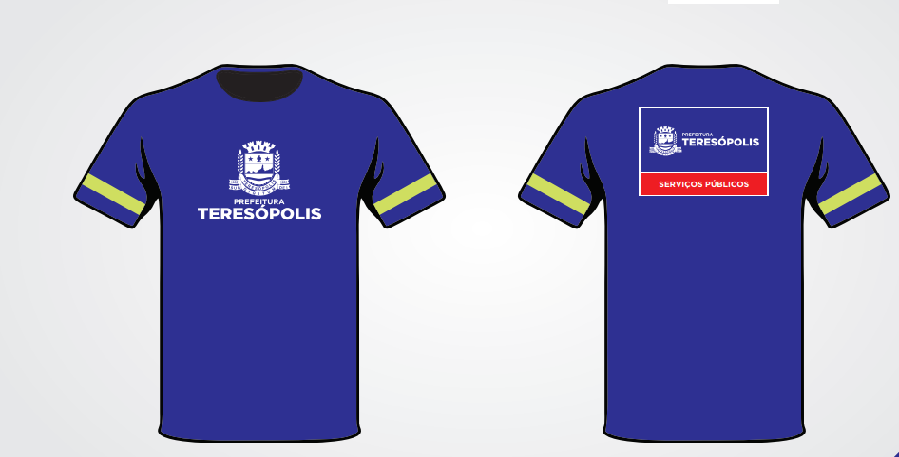 PREFEITURA
TERESÓPOLIS
PREFEITURA
TERESÓPOLIS
SERVIÇOS PÚBLICOS